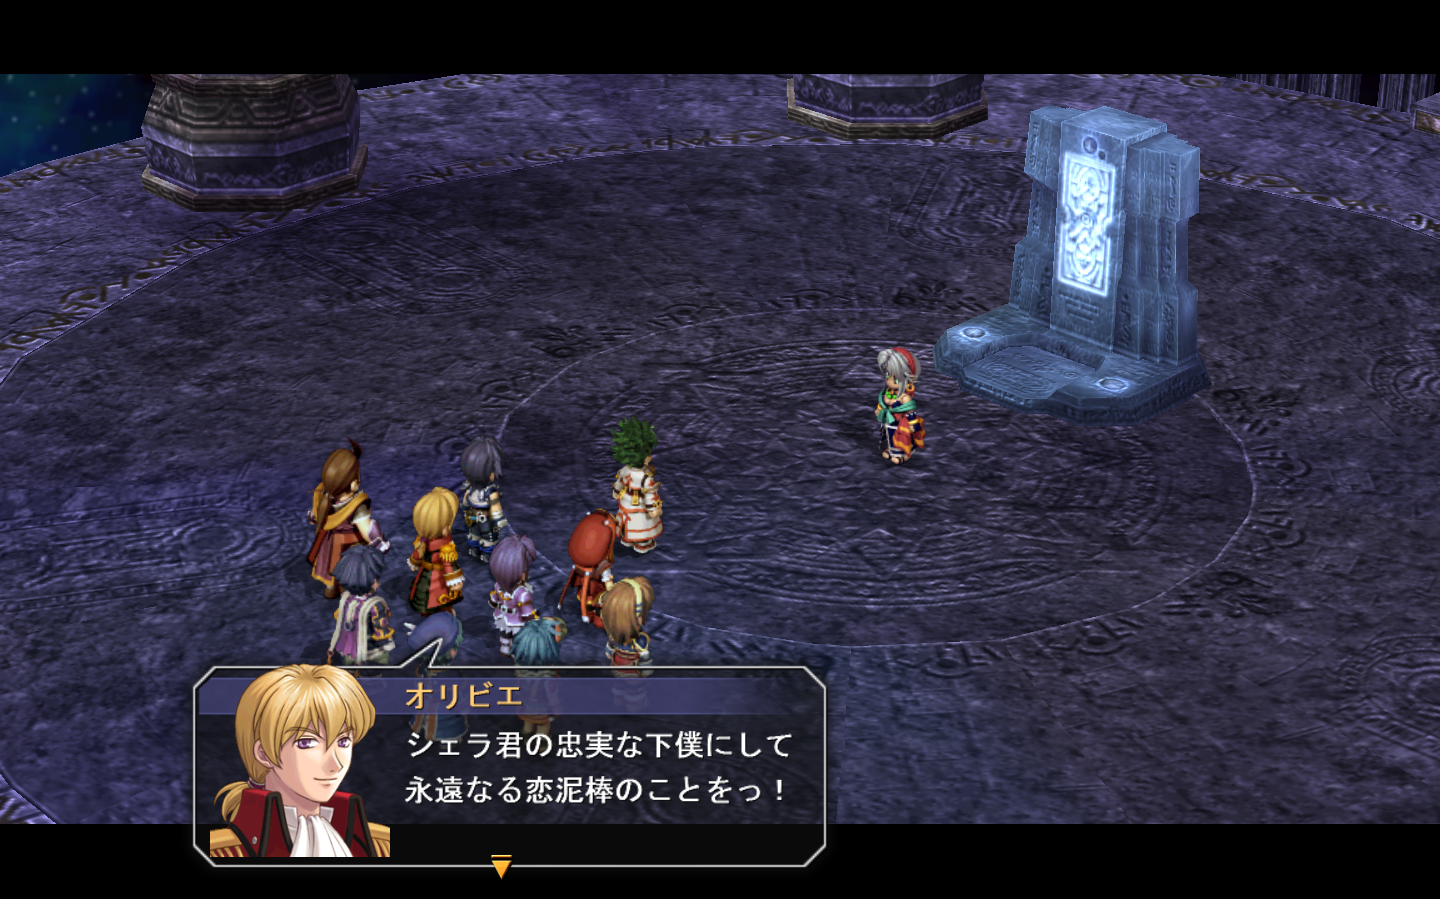 オリビエ
シェラ君の忠実な下僕にして
永遠なる恋泥棒のことをっ！